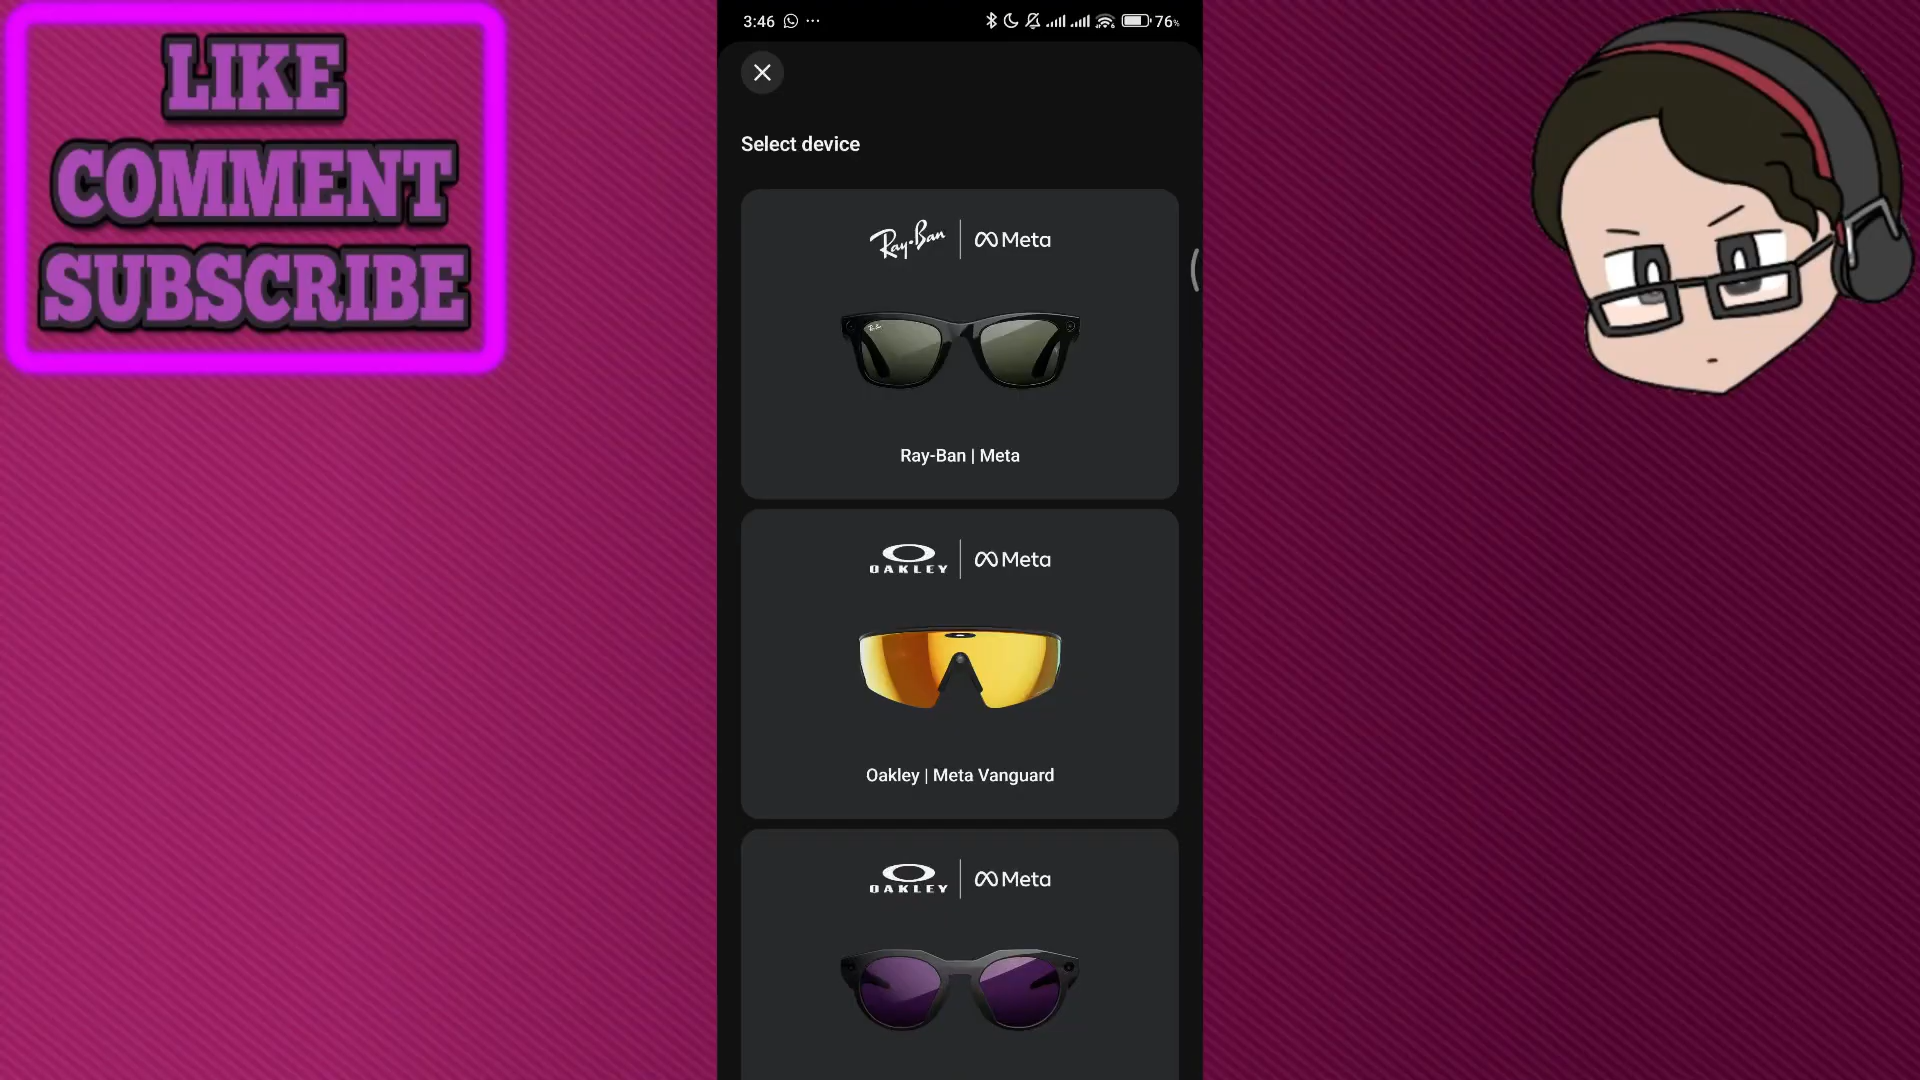 LIKE
COMMENT
SUBSCRIBE
3:46
76%
Select device
Ray-Ban | Meta
Ray-Ban | Meta
OAKLEY | Meta
Oakley | Meta Vanguard
OAKLEY | Meta